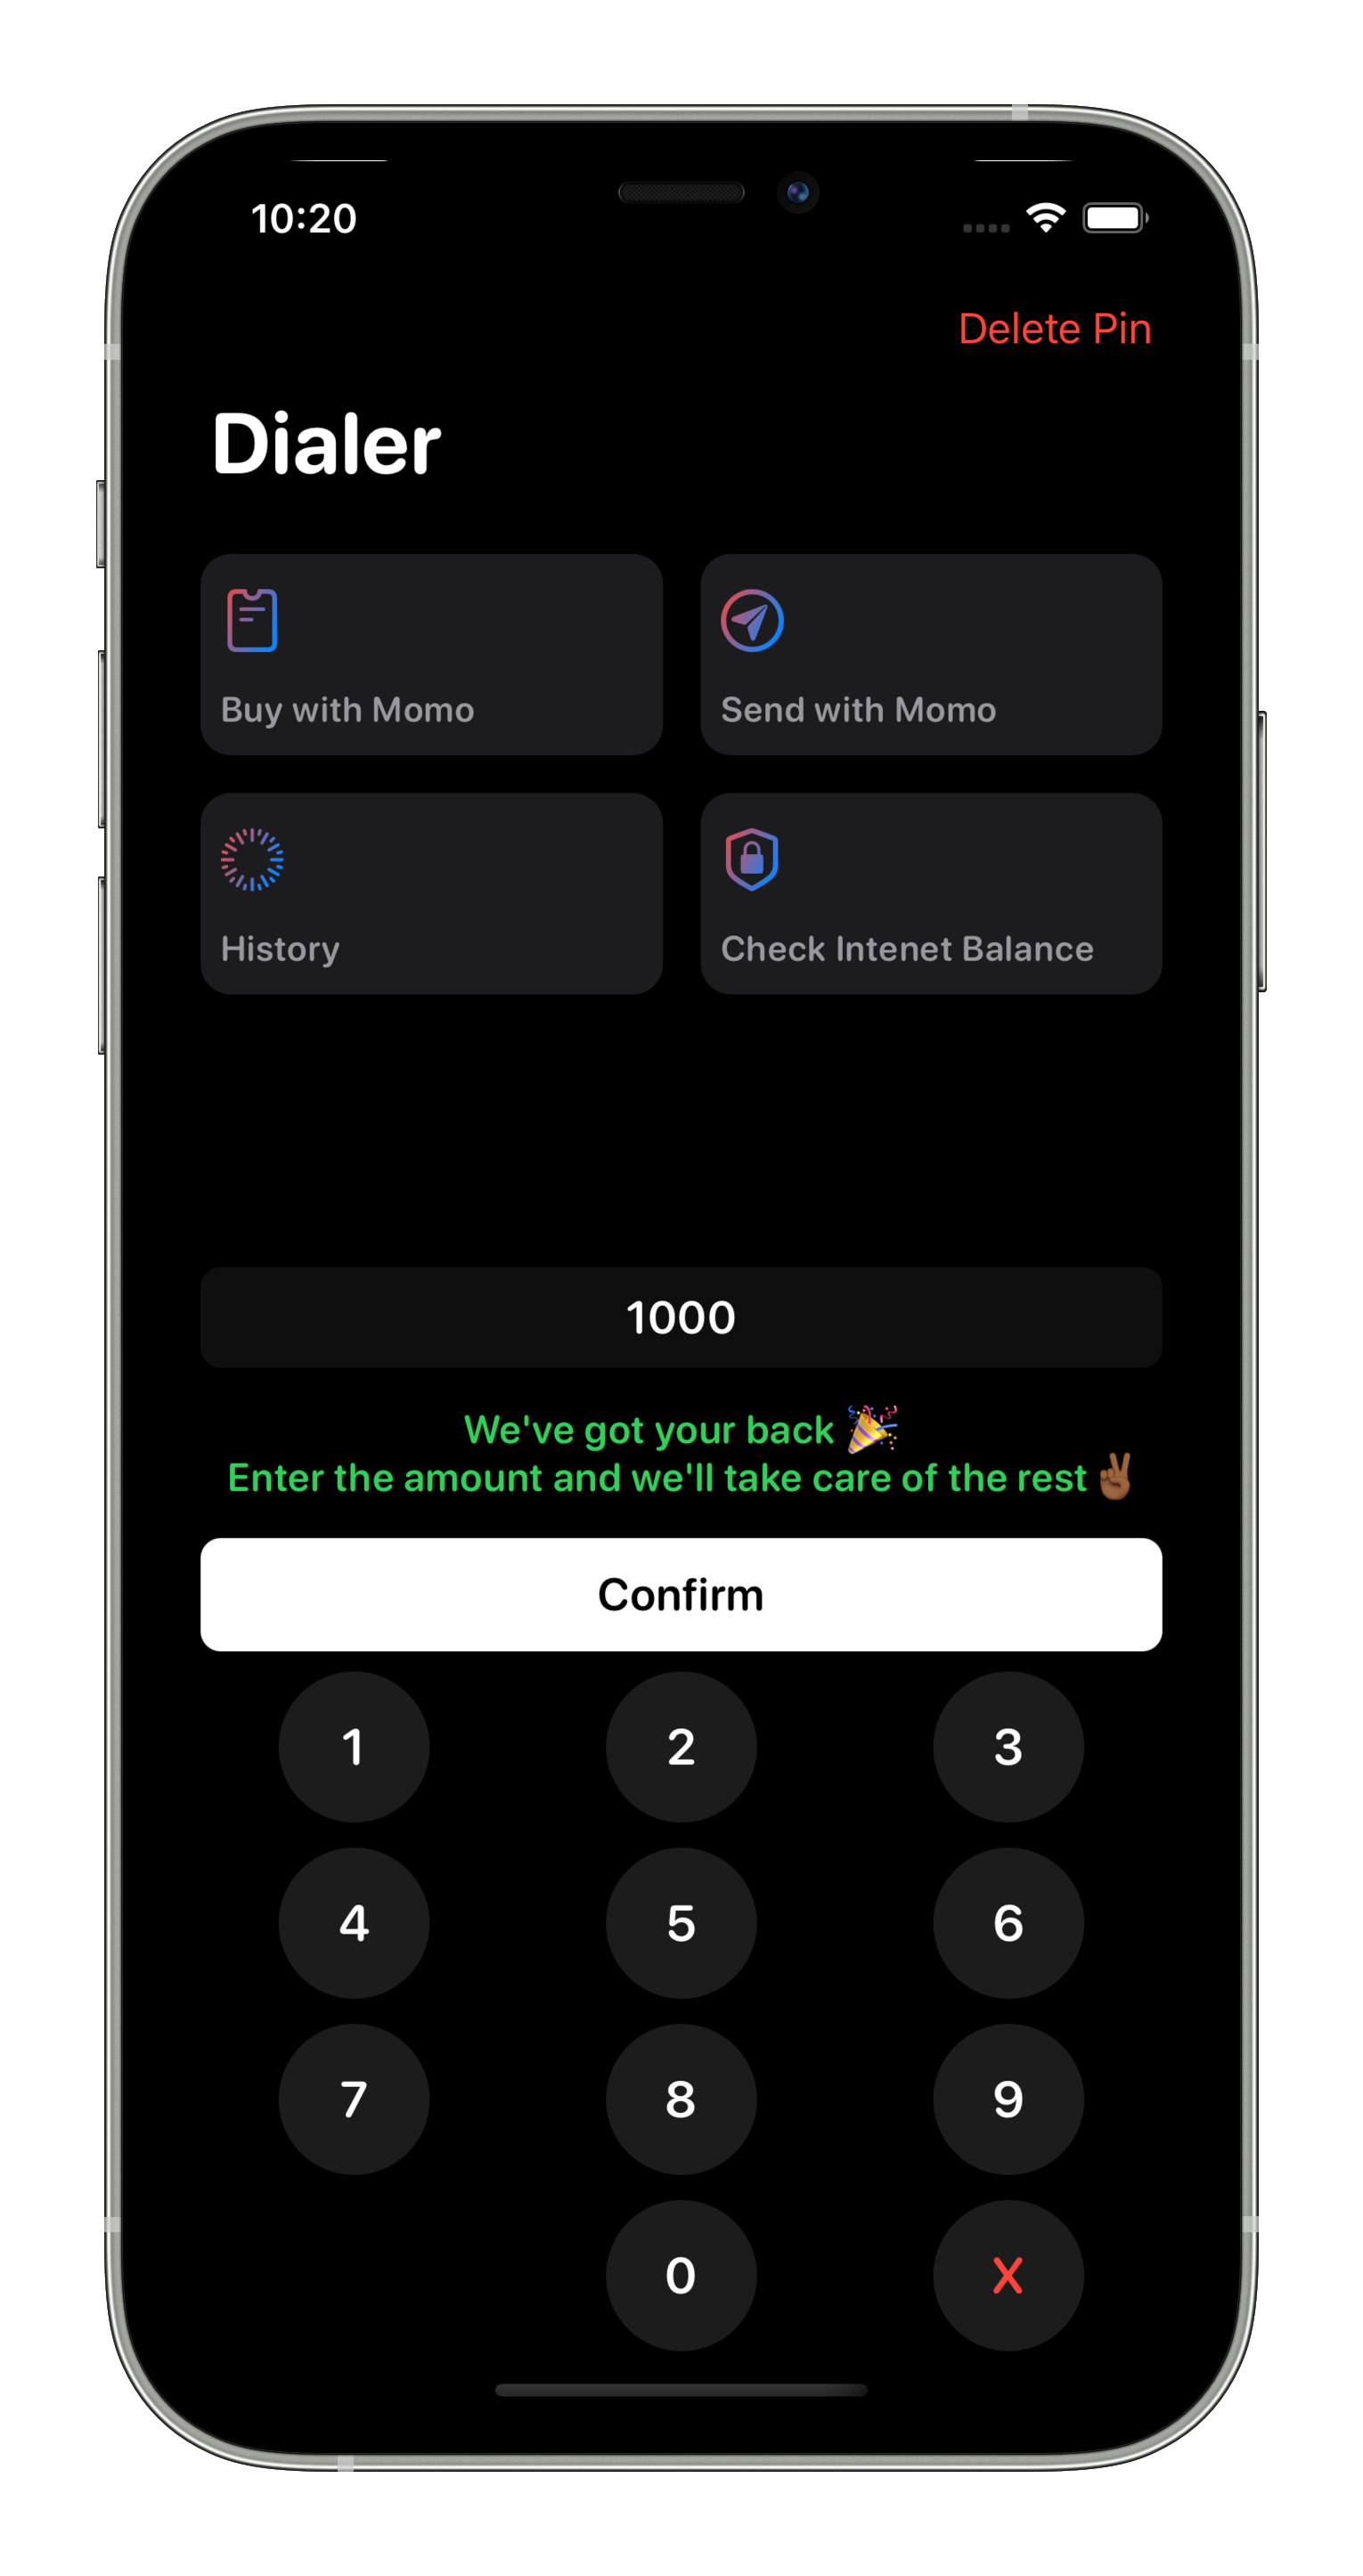 10:20
Delete Pin
Dialer
Buy with Momo
Send with Momo
History
Check Intenet Balance
1000
We've got your back 🎉
Enter the amount and we'll take care of the rest ✌🏾
Confirm
1 2 3
4 5 6
7 8 9
0 X